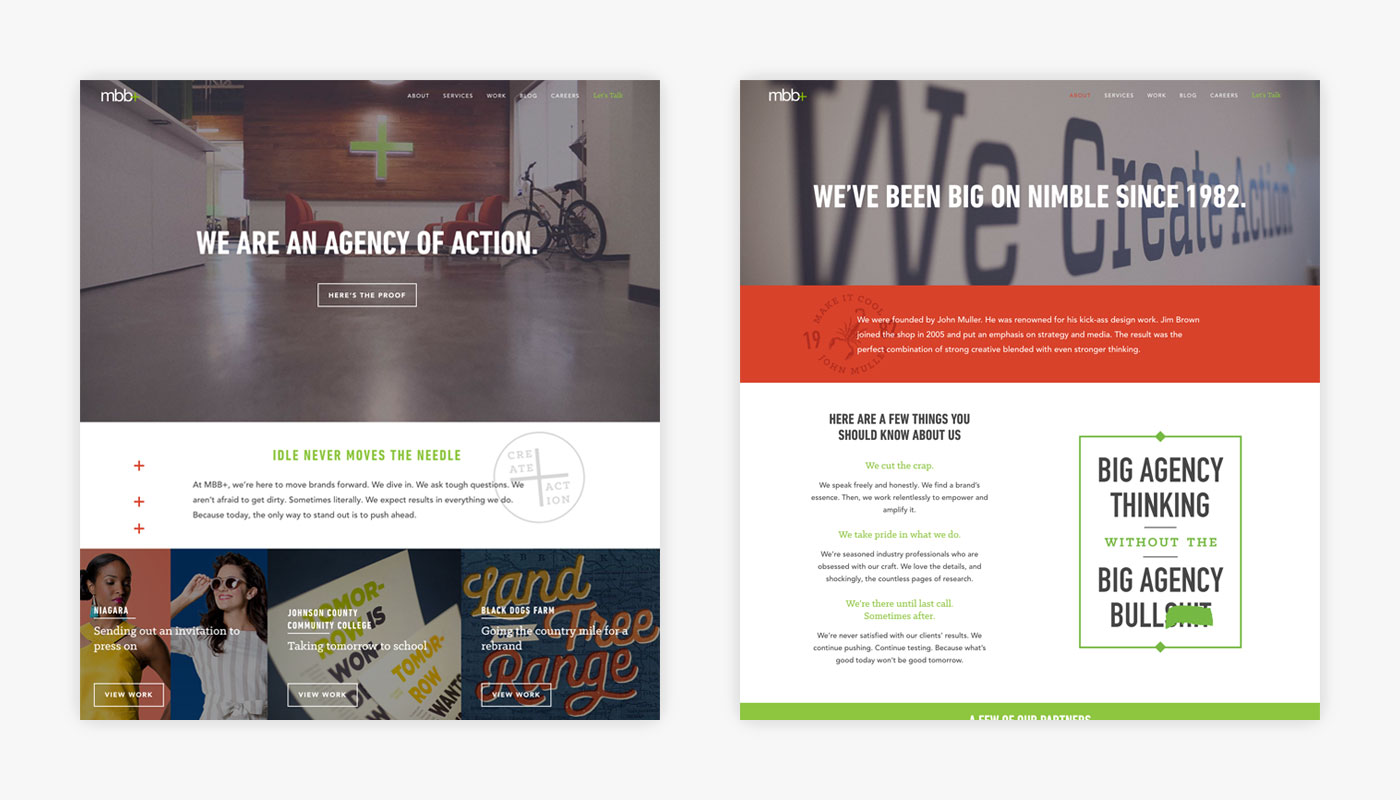 mbb+
ABOUT SERVICES WORK BLOG CAREERS Let's Talk
WE ARE AN AGENCY OF ACTION.
HERE'S THE PROOF
IDLE NEVER MOVES THE NEEDLE
At MBB+, we're here to move brands forward. We dive in. We ask tough questions. We
aren't afraid to get dirty. Sometimes literally. We expect results in everything we do.
Because today, the only way to stand out is to push ahead.
CRE
ATE
ACT
ION
NIAGARA
Sending out an invitation to
press on
VIEW WORK
TOMOR-
ROW IS
WON'
TOMOR-
ROW
WANTS
JOHNSON COUNTY
COMMUNITY COLLEGE
Taking tomorrow to school
VIEW WORK
Land
Free
Range
BLACK DOGS FARM
Going the country mile for a
rebrand
VIEW WORK
mbb+
ABOUT SERVICES WORK BLOG CAREERS Let's Talk
We Create Action
WE'VE BEEN BIG ON NIMBLE SINCE 1982.
MAKE IT COOL
19
JOHN MULL
We were founded by John Muller. He was renowned for his kick-ass design work. Jim Brown
joined the shop in 2005 and put an emphasis on strategy and media. The result was the
perfect combination of strong creative blended with even stronger thinking.
HERE ARE A FEW THINGS YOU
SHOULD KNOW ABOUT US
We cut the crap.
We speak freely and honestly. We find a brand's
essence. Then, we work relentlessly to empower and
amplify it.
We take pride in what we do.
We're seasoned industry professionals who are
obsessed with our craft. We love the details, and
shockingly, the countless pages of research.
We're there until last call.
Sometimes after.
We're never satisfied with our clients' results. We
continue pushing. Continue testing. Because what's
good today won't be good tomorrow.
BIG AGENCY
THINKING
WITHOUT THE
BIG AGENCY
BULLSHIT
A FEW OF OUR PARTNERS